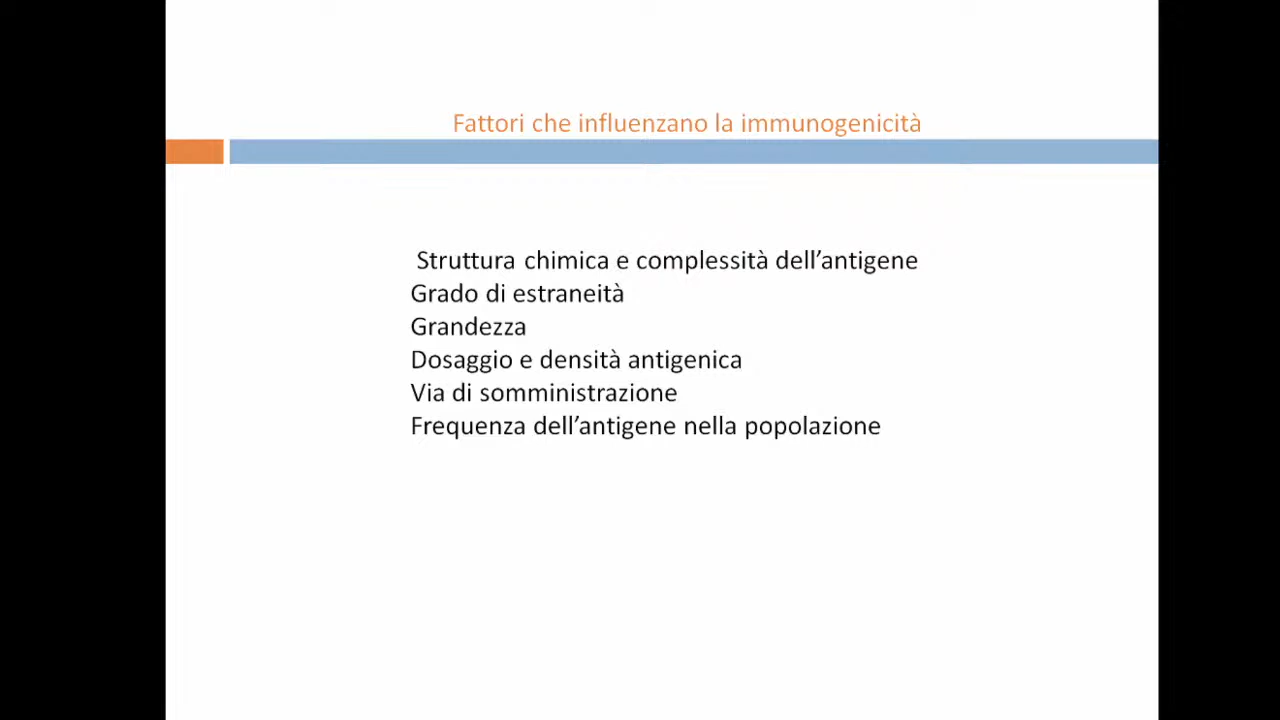 Fattori che influenzano la immunogenicità
Struttura chimica e complessità dell’antigene
Grado di estraneità
Grandezza
Dosaggio e densità antigenica
Via di somministrazione
Frequenza dell’antigene nella popolazione